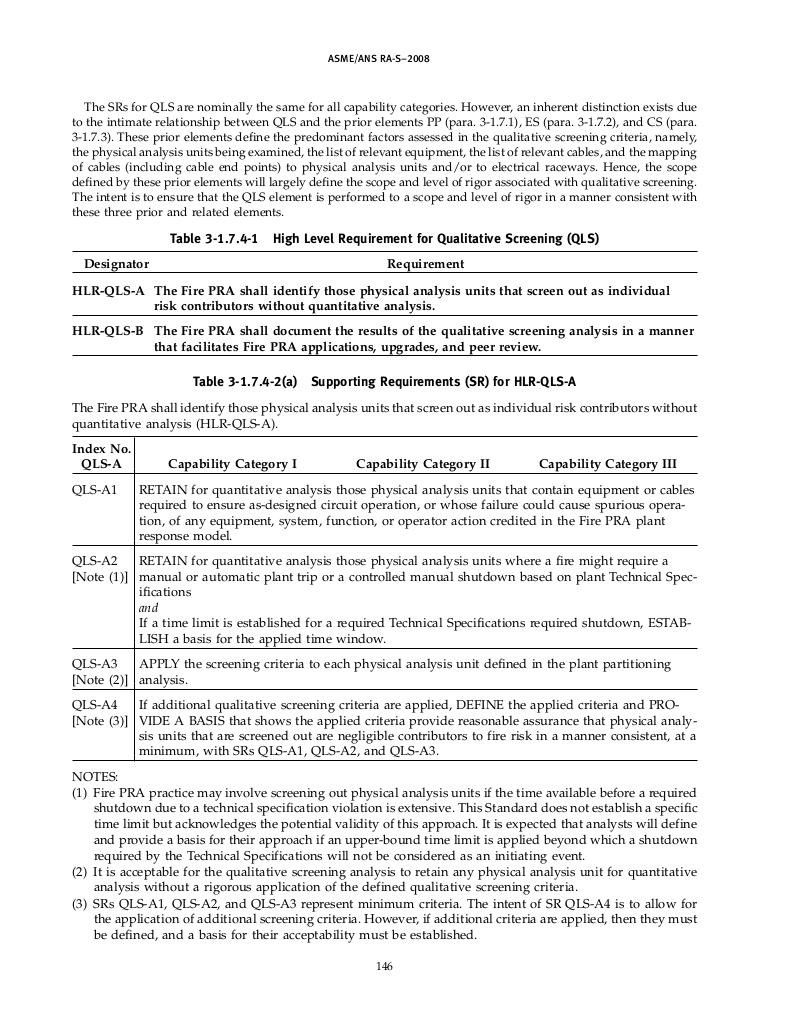 ASME/ANS RA-S–2008
The SRs for QLS are nominally the same for all capability categories. However, an inherent distinction exists due
to the intimate relationship between QLS and the prior elements PP (para. 3-1.7.1), ES (para. 3-1.7.2), and CS (para.
3-1.7.3). These prior elements define the predominant factors assessed in the qualitative screening criteria, namely,
the physical analysis units being examined, the list of relevant equipment, the list of relevant cables, and the mapping
of cables (including cable end points) to physical analysis units and/or to electrical raceways. Hence, the scope
defined by these prior elements will largely define the scope and level of rigor associated with qualitative screening.
The intent is to ensure that the QLS element is performed to a scope and level of rigor in a manner consistent with
these three prior and related elements.
Table 3-1.7.4-1 High Level Requirement for Qualitative Screening (QLS)
Designator Requirement
HLR-QLS-A The Fire PRA shall identify those physical analysis units that screen out as individual
risk contributors without quantitative analysis.
HLR-QLS-B The Fire PRA shall document the results of the qualitative screening analysis in a manner
that facilitates Fire PRA applications, upgrades, and peer review.
Table 3-1.7.4-2(a) Supporting Requirements (SR) for HLR-QLS-A
The Fire PRA shall identify those physical analysis units that screen out as individual risk contributors without
quantitative analysis (HLR-QLS-A).
Index No.
QLS-A Capability Category I Capability Category II Capability Category III
QLS-A1 RETAIN for quantitative analysis those physical analysis units that contain equipment or cables
required to ensure as-designed circuit operation, or whose failure could cause spurious opera-
tion, of any equipment, system, function, or operator action credited in the Fire PRA plant
response model.
QLS-A2 RETAIN for quantitative analysis those physical analysis units where a fire might require a
[Note (1)] manual or automatic plant trip or a controlled manual shutdown based on plant Technical Spec-
ifications
and
If a time limit is established for a required Technical Specifications required shutdown, ESTAB-
LISH a basis for the applied time window.
QLS-A3 APPLY the screening criteria to each physical analysis unit defined in the plant partitioning
[Note (2)] analysis.
QLS-A4 If additional qualitative screening criteria are applied, DEFINE the applied criteria and PRO-
[Note (3)] VIDE A BASIS that shows the applied criteria provide reasonable assurance that physical analy-
sis units that are screened out are negligible contributors to fire risk in a manner consistent, at a
minimum, with SRs QLS-A1, QLS-A2, and QLS-A3.
NOTES:
(1) Fire PRA practice may involve screening out physical analysis units if the time available before a required
shutdown due to a technical specification violation is extensive. This Standard does not establish a specific
time limit but acknowledges the potential validity of this approach. It is expected that analysts will define
and provide a basis for their approach if an upper-bound time limit is applied beyond which a shutdown
required by the Technical Specifications will not be considered as an initiating event.
(2) It is acceptable for the qualitative screening analysis to retain any physical analysis unit for quantitative
analysis without a rigorous application of the defined qualitative screening criteria.
(3) SRs QLS-A1, QLS-A2, and QLS-A3 represent minimum criteria. The intent of SR QLS-A4 is to allow for
the application of additional screening criteria. However, if additional criteria are applied, then they must
be defined, and a basis for their acceptability must be established.
146